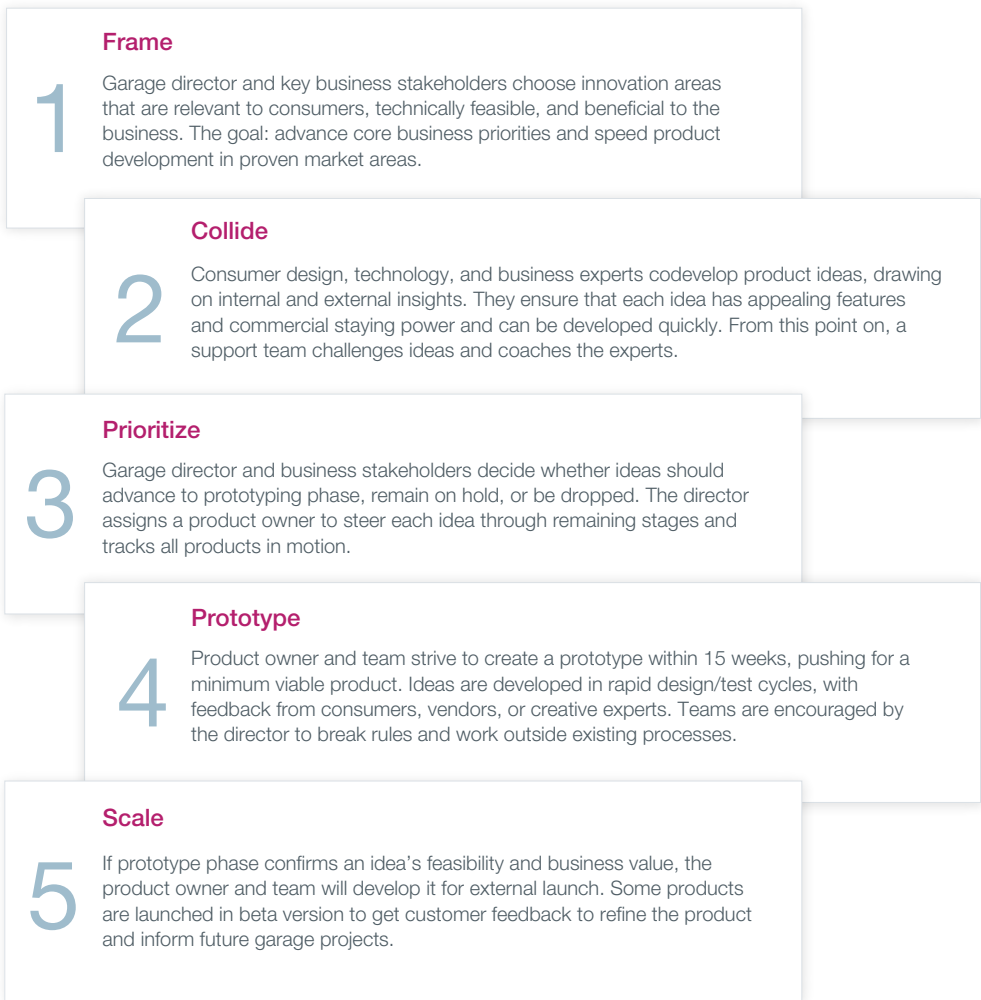 Frame
1
Garage director and key business stakeholders choose innovation areas
that are relevant to consumers, technically feasible, and beneficial to the
business. The goal: advance core business priorities and speed product
development in proven market areas.
Collide
2
Consumer design, technology, and business experts codevelop product ideas, drawing
on internal and external insights. They ensure that each idea has appealing features
and commercial staying power and can be developed quickly. From this point on, a
support team challenges ideas and coaches the experts.
Prioritize
3
Garage director and business stakeholders decide whether ideas should
advance to prototyping phase, remain on hold, or be dropped. The director
assigns a product owner to steer each idea through remaining stages and
tracks all products in motion.
Prototype
4
Product owner and team strive to create a prototype within 15 weeks, pushing for a
minimum viable product. Ideas are developed in rapid design/test cycles, with
feedback from consumers, vendors, or creative experts. Teams are encouraged by
the director to break rules and work outside existing processes.
Scale
5
If prototype phase confirms an idea’s feasibility and business value, the
product owner and team will develop it for external launch. Some products
are launched in beta version to get customer feedback to refine the product
and inform future garage projects.